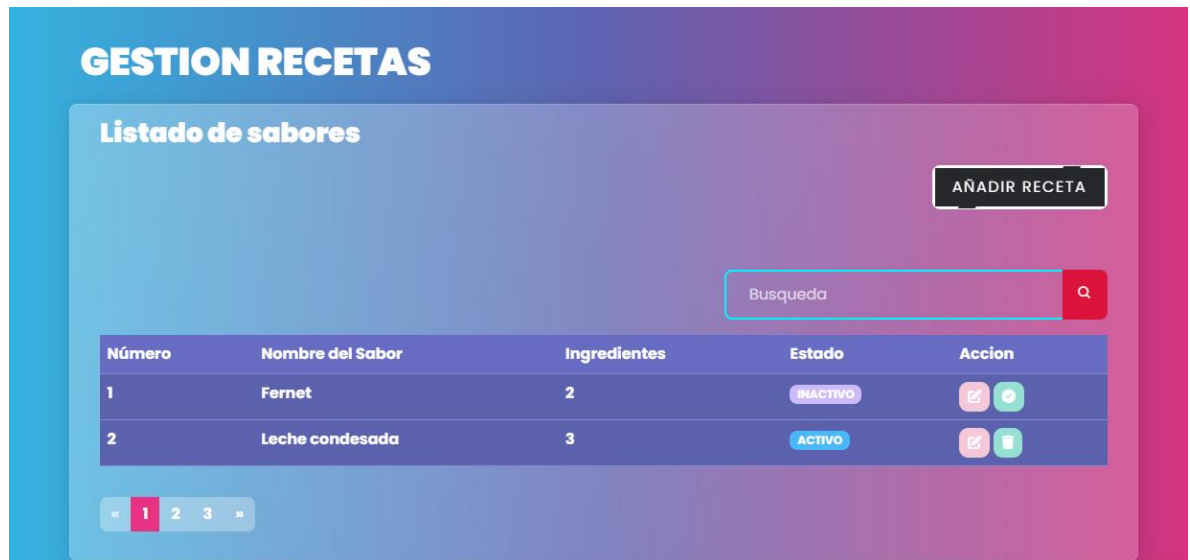 GESTION RECETAS
Listado de sabores
AÑADIR RECETA
Busqueda
Número Nombre del Sabor Ingredientes Estado Accion
1 Fernet 2 INACTIVO
2 Leche condesada 3 ACTIVO
« 1 2 3 »